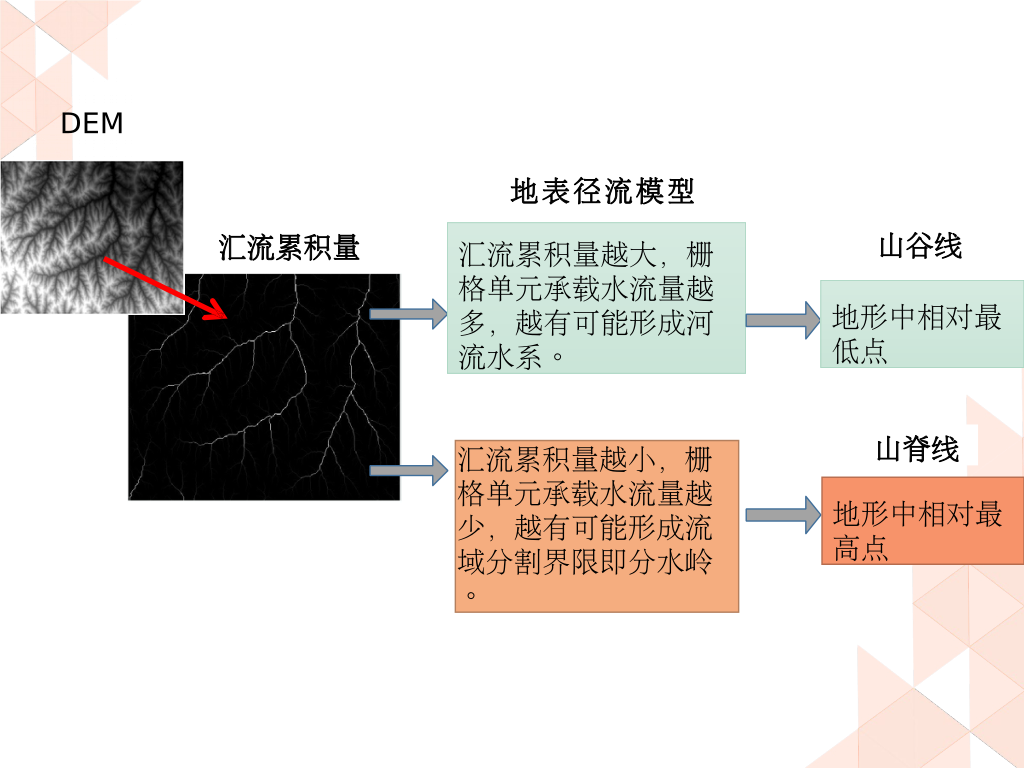 DEM
汇流累积量
地表径流模型
汇流累积量越大，栅
格单元承载水流量越
多，越有可能形成河
流水系。
山谷线
地形中相对最
低点
汇流累积量越小，栅
格单元承载水流量越
少，越有可能形成流
域分割界限即分水岭
。
山脊线
地形中相对最
高点